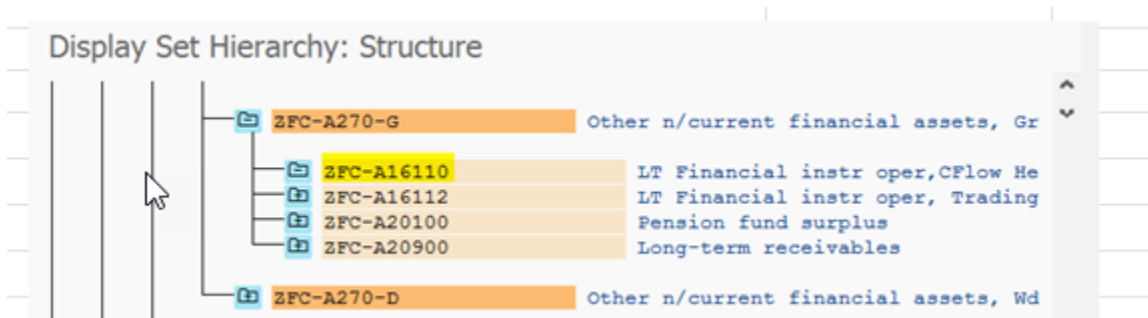 Display Set Hierarchy: Structure
ZFC-A270-G Other n/current financial assets, Gr
ZFC-A16110 LT Financial instr oper,CFlow He
ZFC-A16112 LT Financial instr oper, Trading
ZFC-A20100 Pension fund surplus
ZFC-A20900 Long-term receivables
ZFC-A270-D Other n/current financial assets, Wd